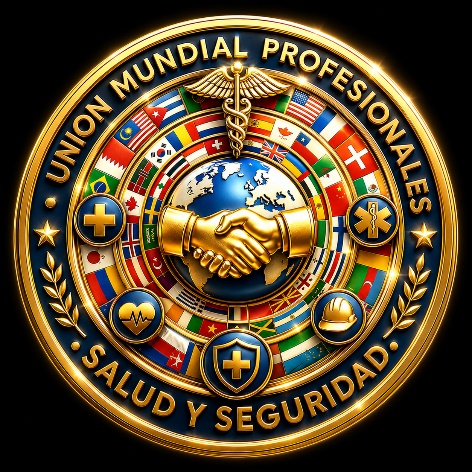 UNION MUNDIAL PROFESIONALES
SALUD Y SEGURIDAD